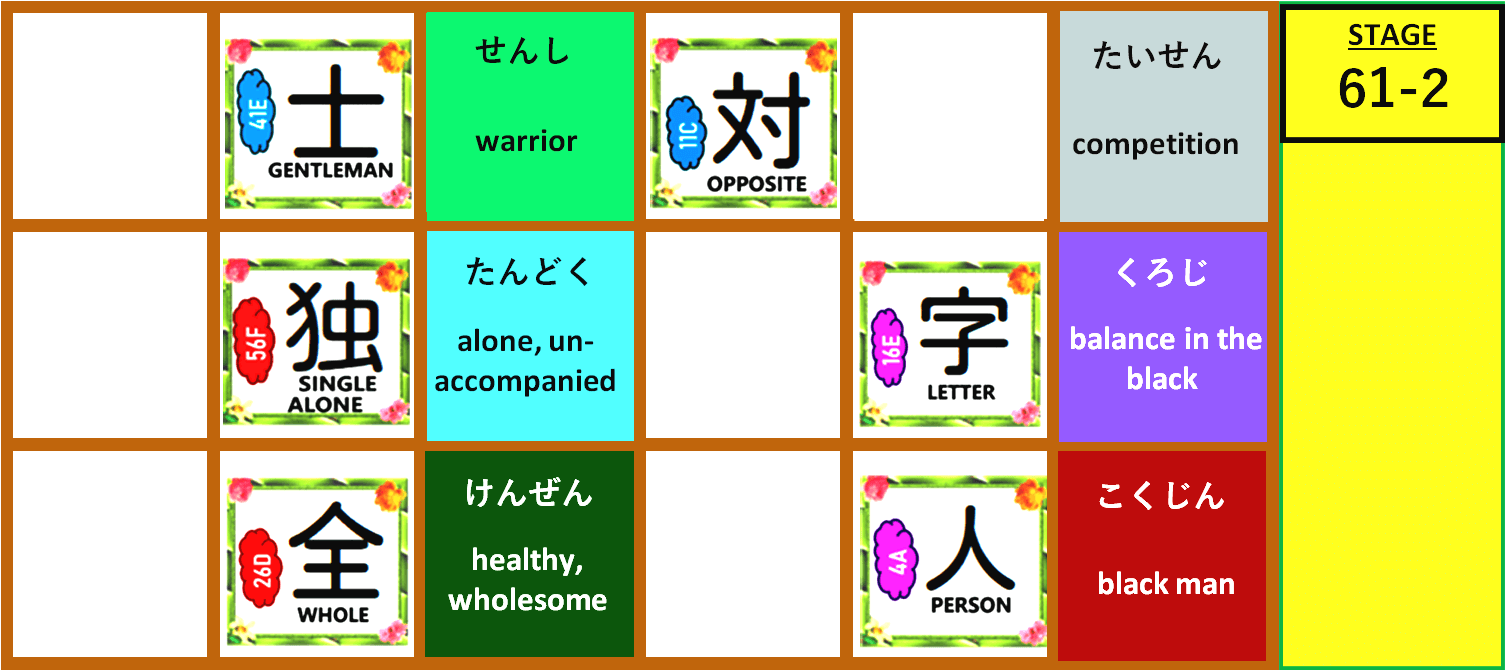 41E
士
GENTLEMAN
せんし
warrior
11C
対
OPPOSITE
たいせん
competition
STAGE
61-2
56F
独
SINGLE
ALONE
たんどく
alone, un-
accompanied
16E
字
LETTER
くろじ
balance in the
black
26D
全
WHOLE
けんぜん
healthy,
wholesome
4A
人
PERSON
こくじん
black man